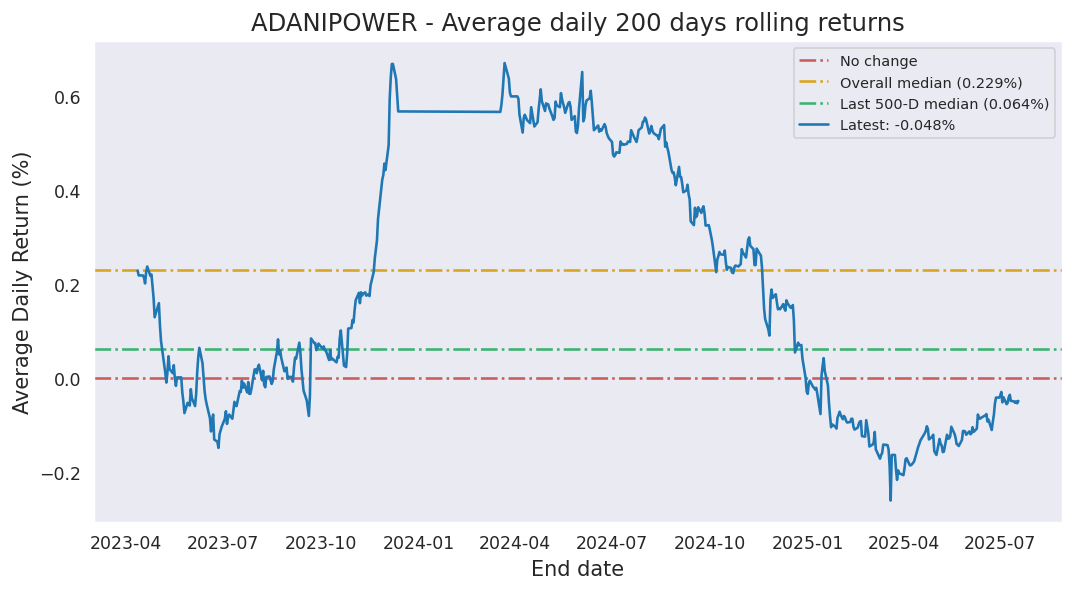 ADANIPOWER - Average daily 200 days rolling returns
No change
Overall median (0.229%)
Last 500-D median (0.064%)
Latest: -0.048%
Average Daily Return (%)
0.6
0.4
0.2
0.0
−0.2
2023-04 2023-07 2023-10 2024-01 2024-04 2024-07 2024-10 2025-01 2025-04 2025-07
End date